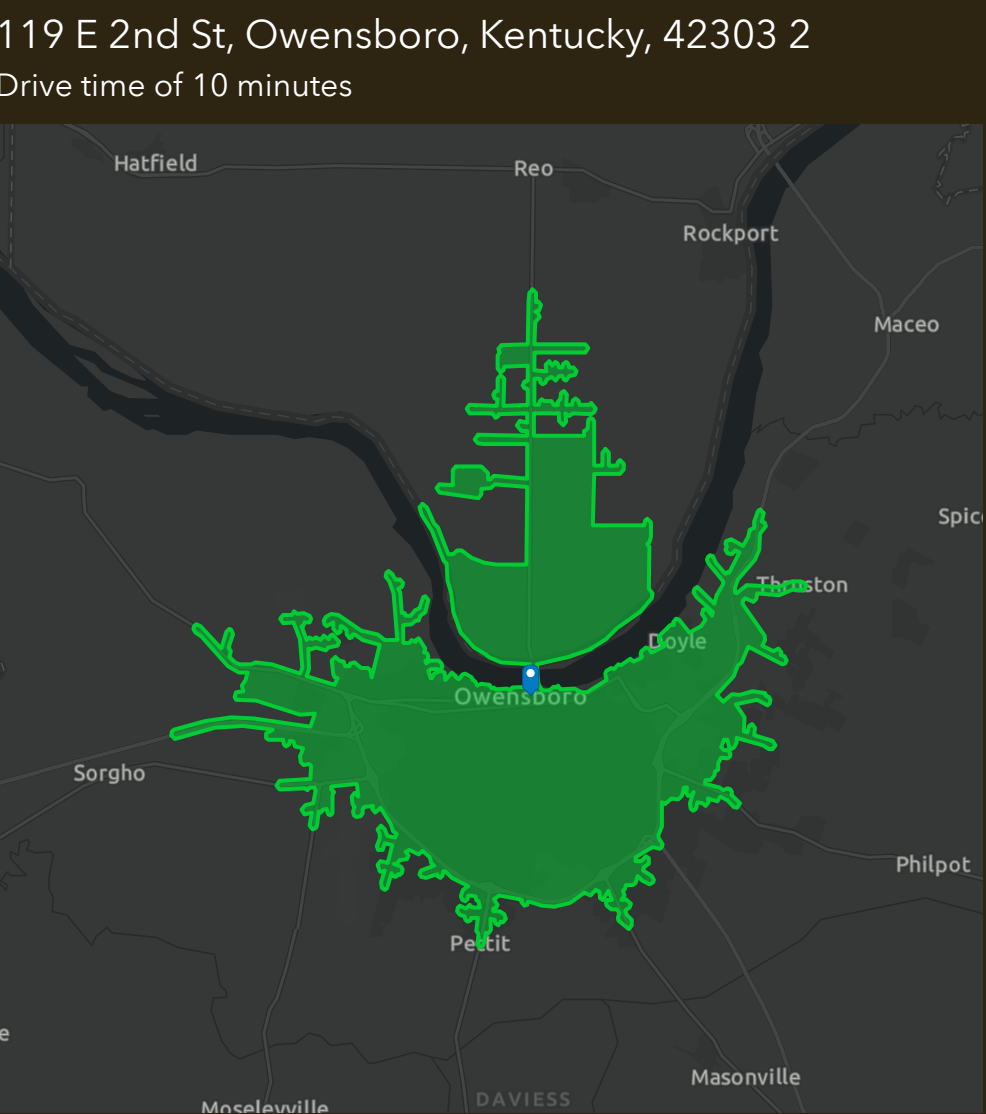 119 E 2nd St, Owensboro, Kentucky, 42303 2
Drive time of 10 minutes
Hatfield
Reo
Rockport
Maceo
Spic
Thruston
Doyle
Owensboro
Sorgho
Philpot
Pettit
e
Masonville
DAVIESS
Moseleyville